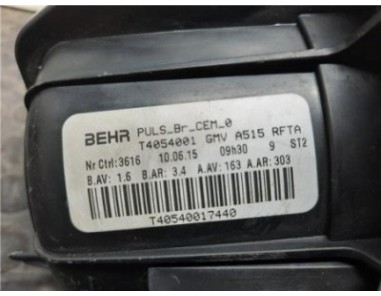 BEHR PULS_Br_CEM_0
T4054001 GMV A515 RFTA
Nr Ctrl:3616 10.06.15 09h30 9 ST2
B.AV: 1.6 B.AR: 3.4 A.AV: 163 A.AR: 303
T40540017440